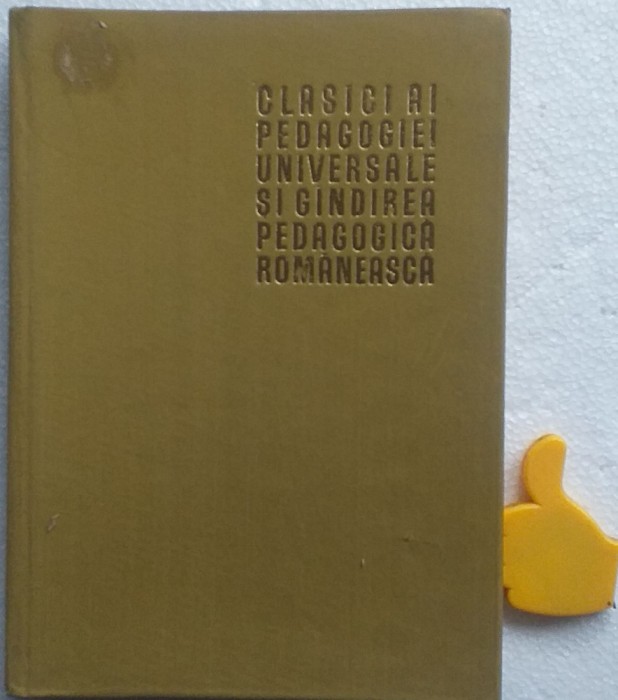 CLASICI AI
PEDAGOGIEI
UNIVERSALE
ȘI GÎNDIREA
PEDAGOGICĂ
ROMÂNEASCĂ